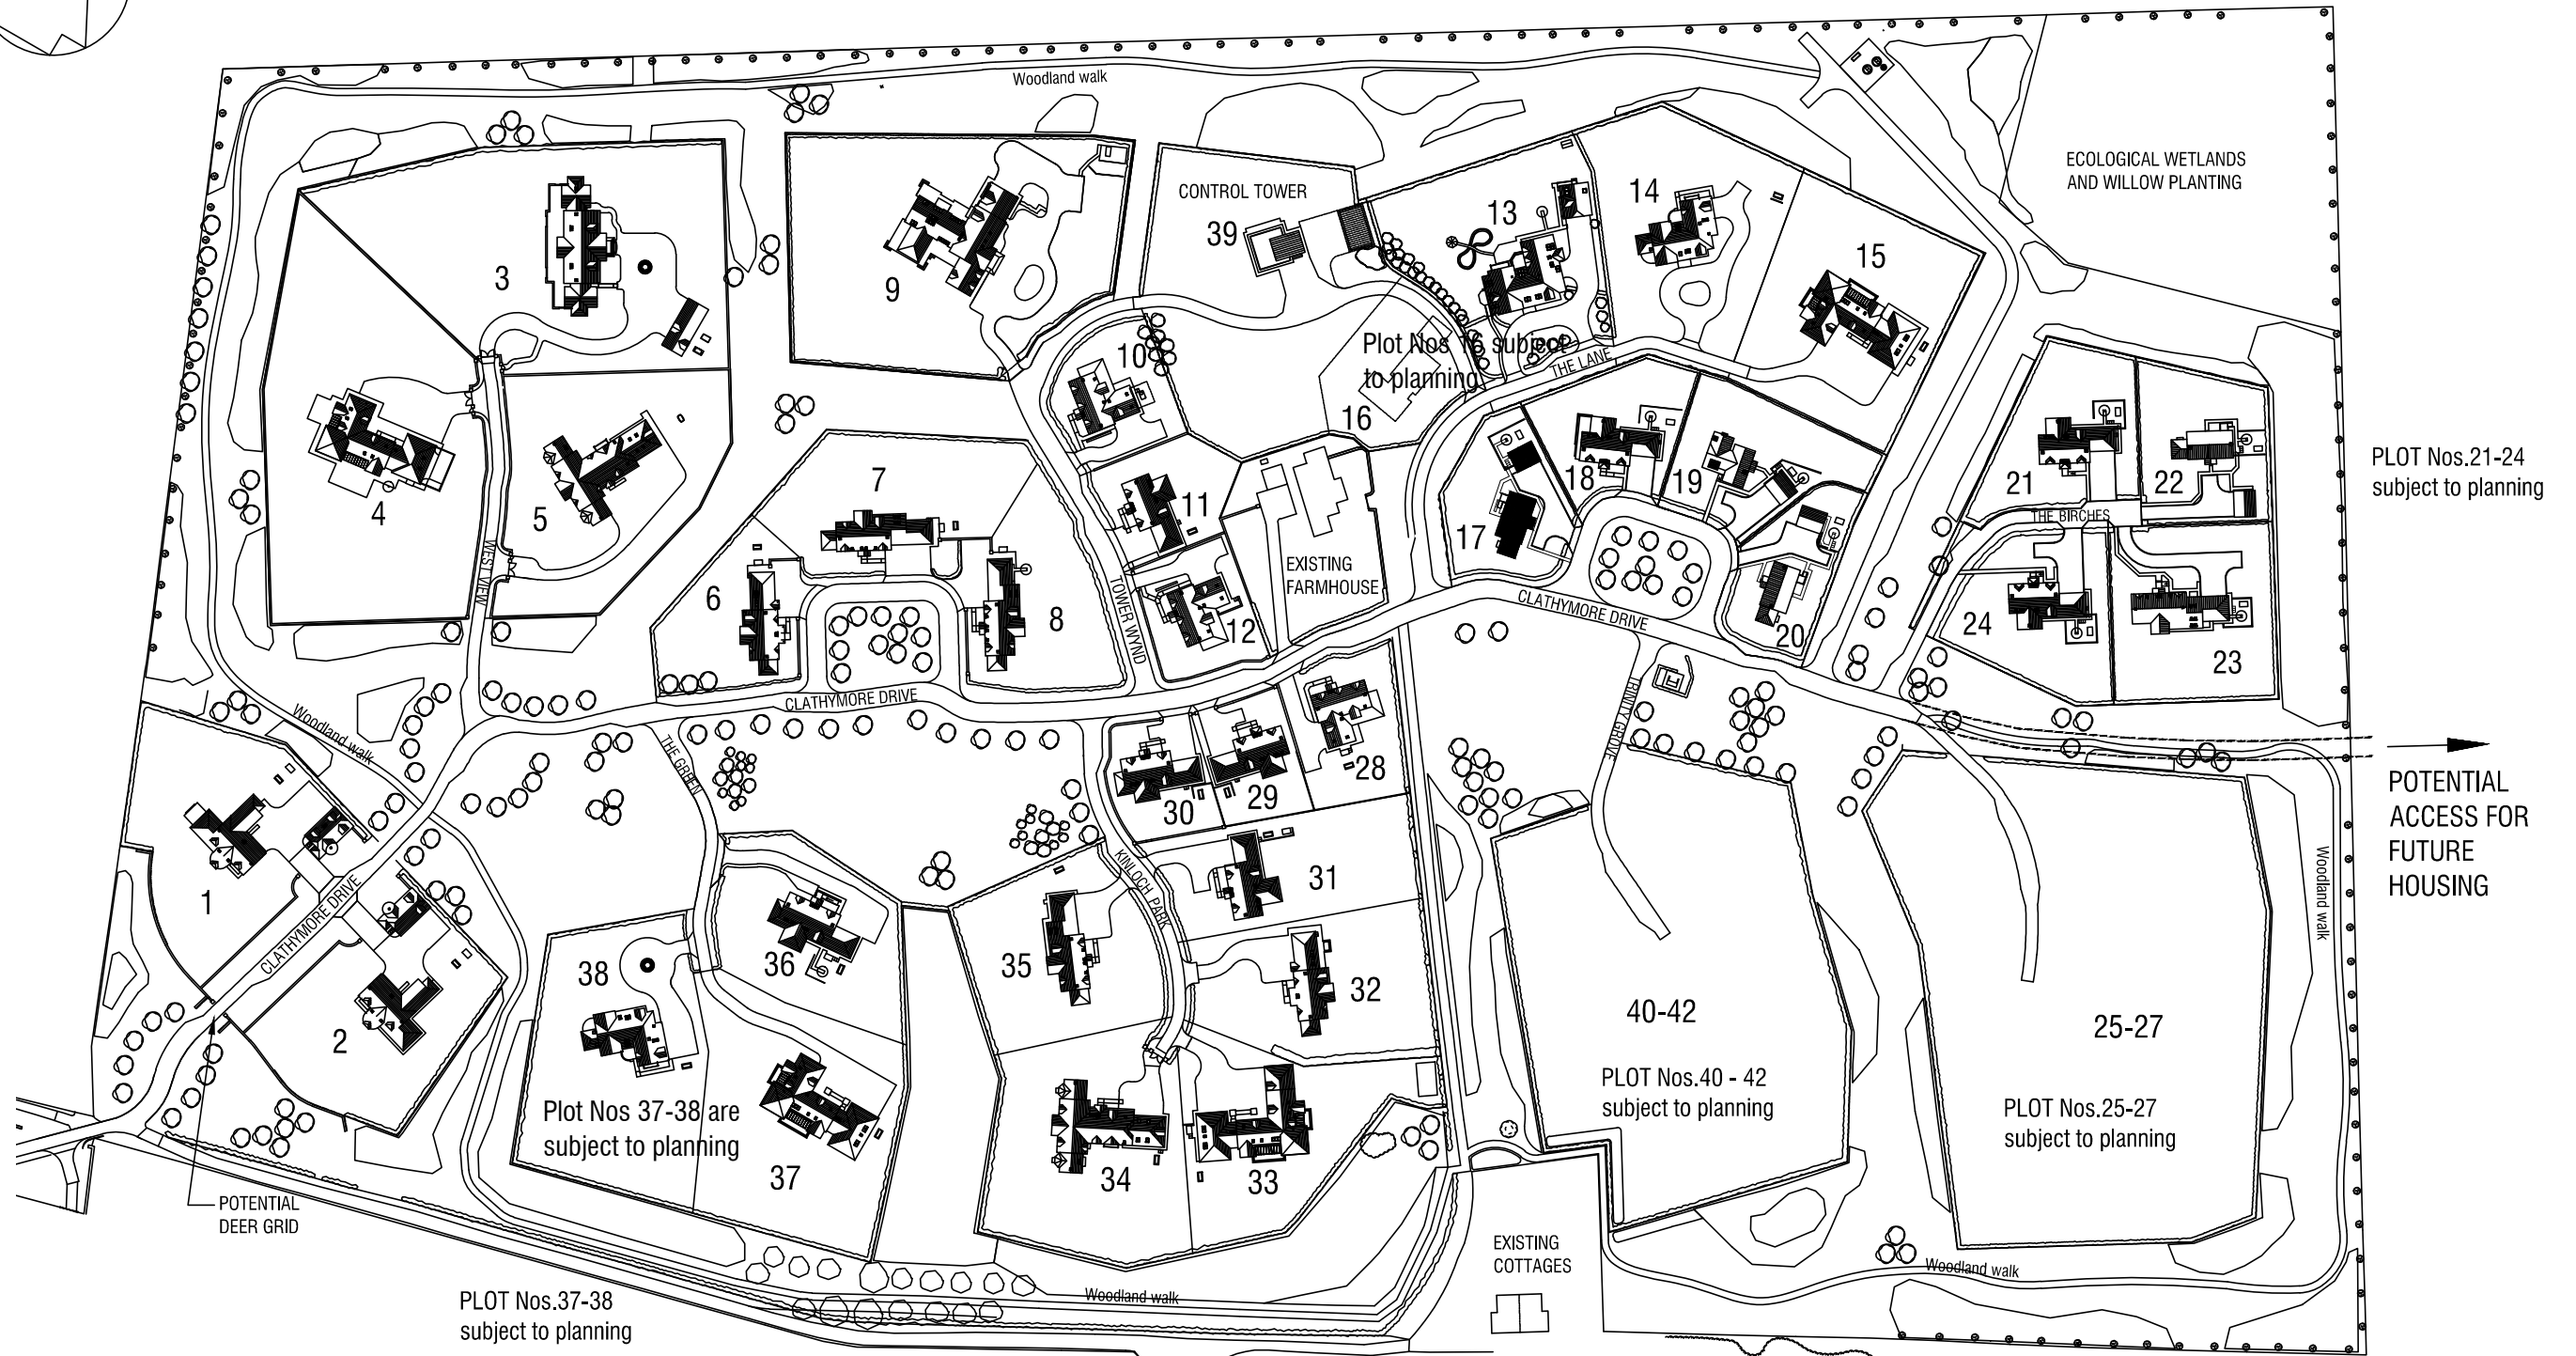 Woodland walk
ECOLOGICAL WETLANDS
AND WILLOW PLANTING
CONTROL TOWER
39
13
14
15
3
9
10
Plot Nos 16 subject
to planning
THE LANE
16
4
5
7
11
18
19
17
21
22
PLOT Nos.21-24
subject to planning
THE BIRCHES
WEST VIEW
EXISTING
FARMHOUSE
6
8
TOWER WYND
12
CLATHYMORE DRIVE
20
24
23
Woodland walk
CLATHYMORE DRIVE
TRINITY GROVE
THE GREEN
30
29
28
POTENTIAL
ACCESS FOR
FUTURE
HOUSING
Woodland walk
1
CLATHYMORE DRIVE
KINLOCH PARK
31
35
36
38
32
2
40-42
25-27
PLOT Nos.40 - 42
subject to planning
PLOT Nos.25-27
subject to planning
Plot Nos 37-38 are
subject to planning
37
34
33
POTENTIAL
DEER GRID
EXISTING
COTTAGES
Woodland walk
Woodland walk
PLOT Nos.37-38
subject to planning